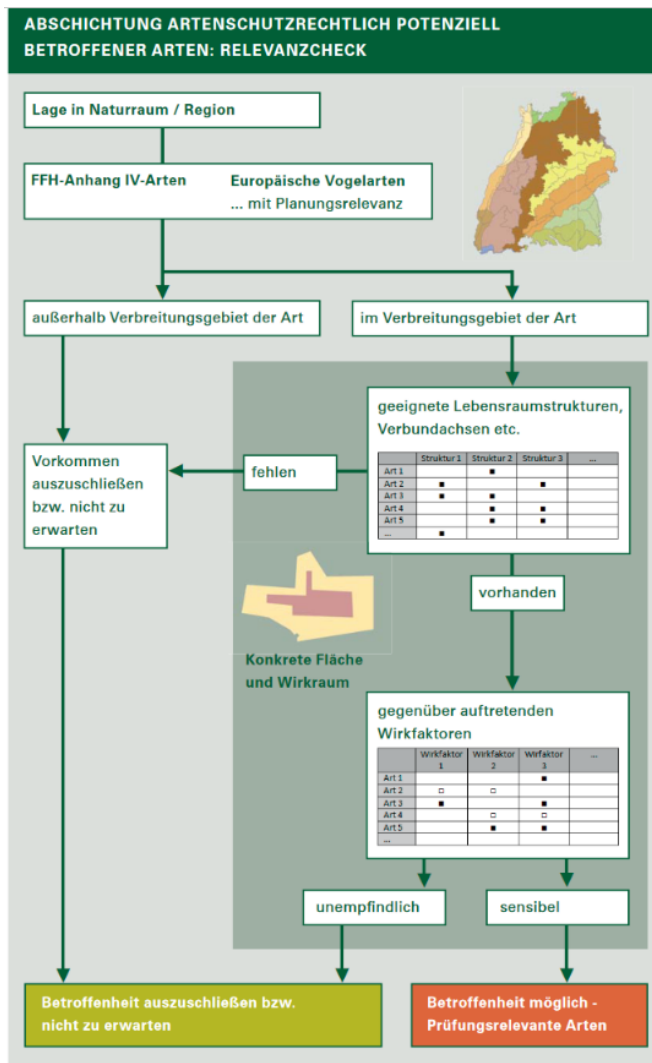 ABSCHICHTUNG ARTENSCHUTZRECHTLICH POTENZIELL
BETROFFENER ARTEN: RELEVANZCHECK
Lage in Naturraum / Region
FFH-Anhang IV-Arten
Europäische Vogelarten
... mit Planungsrelevanz
außerhalb Verbreitungsgebiet der Art
im Verbreitungsgebiet der Art
geeignete Lebensraumstrukturen,
Verbundachsen etc.
Struktur 1 Struktur 2 Struktur 3 ...
Art 1 ■
Art 2 ■ ■
Art 3 ■ ■
Art 4 ■ ■
Art 5 ■ ■
... ■
fehlen
Vorkommen
auszuschließen
bzw. nicht zu
erwarten
vorhanden
Konkrete Fläche
und Wirkraum
gegenüber auftretenden
Wirkfaktoren
Wirkfaktor 1 Wirkfaktor 2 Wirfaktor 3 ...
Art 1 ■
Art 2 □ □
Art 3 ■ ■
Art 4 □ □
Art 5 ■ ■
...
unempfindlich
sensibel
Betroffenheit auszuschließen bzw.
nicht zu erwarten
Betroffenheit möglich -
Prüfungsrelevante Arten